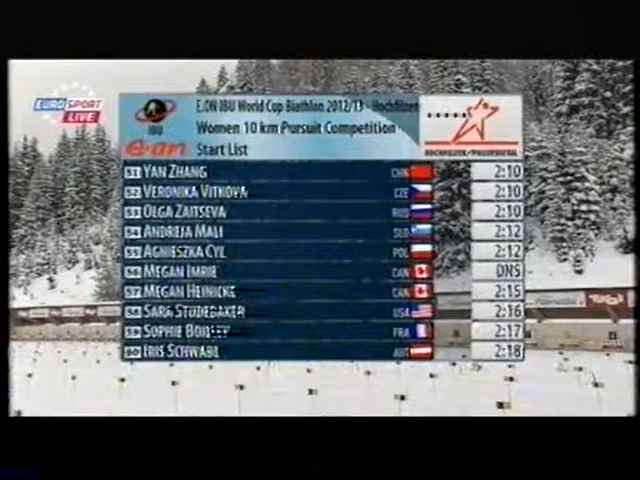 EUROSPORT
LIVE
IBU
e·on
E.ON IBU World Cup Biathlon 2012/13 - Hochfilzen
Women 10 km Pursuit Competition
Start List
51 YAN ZHANG CHN 2:10
52 VERONIKA VITKOVA CZE 2:10
53 OLGA ZAITSEVA RUS 2:10
54 ANDREJA MALI SLO 2:12
55 AGNIESZKA CYL POL 2:12
56 MEGAN IMRIE CAN DNS
57 MEGAN HEINICKE CAN 2:15
58 SARA STUDEBAKER USA 2:16
59 SOPHIE BOILLEY FRA 2:17
60 IRIS SCHWABL AUT 2:18